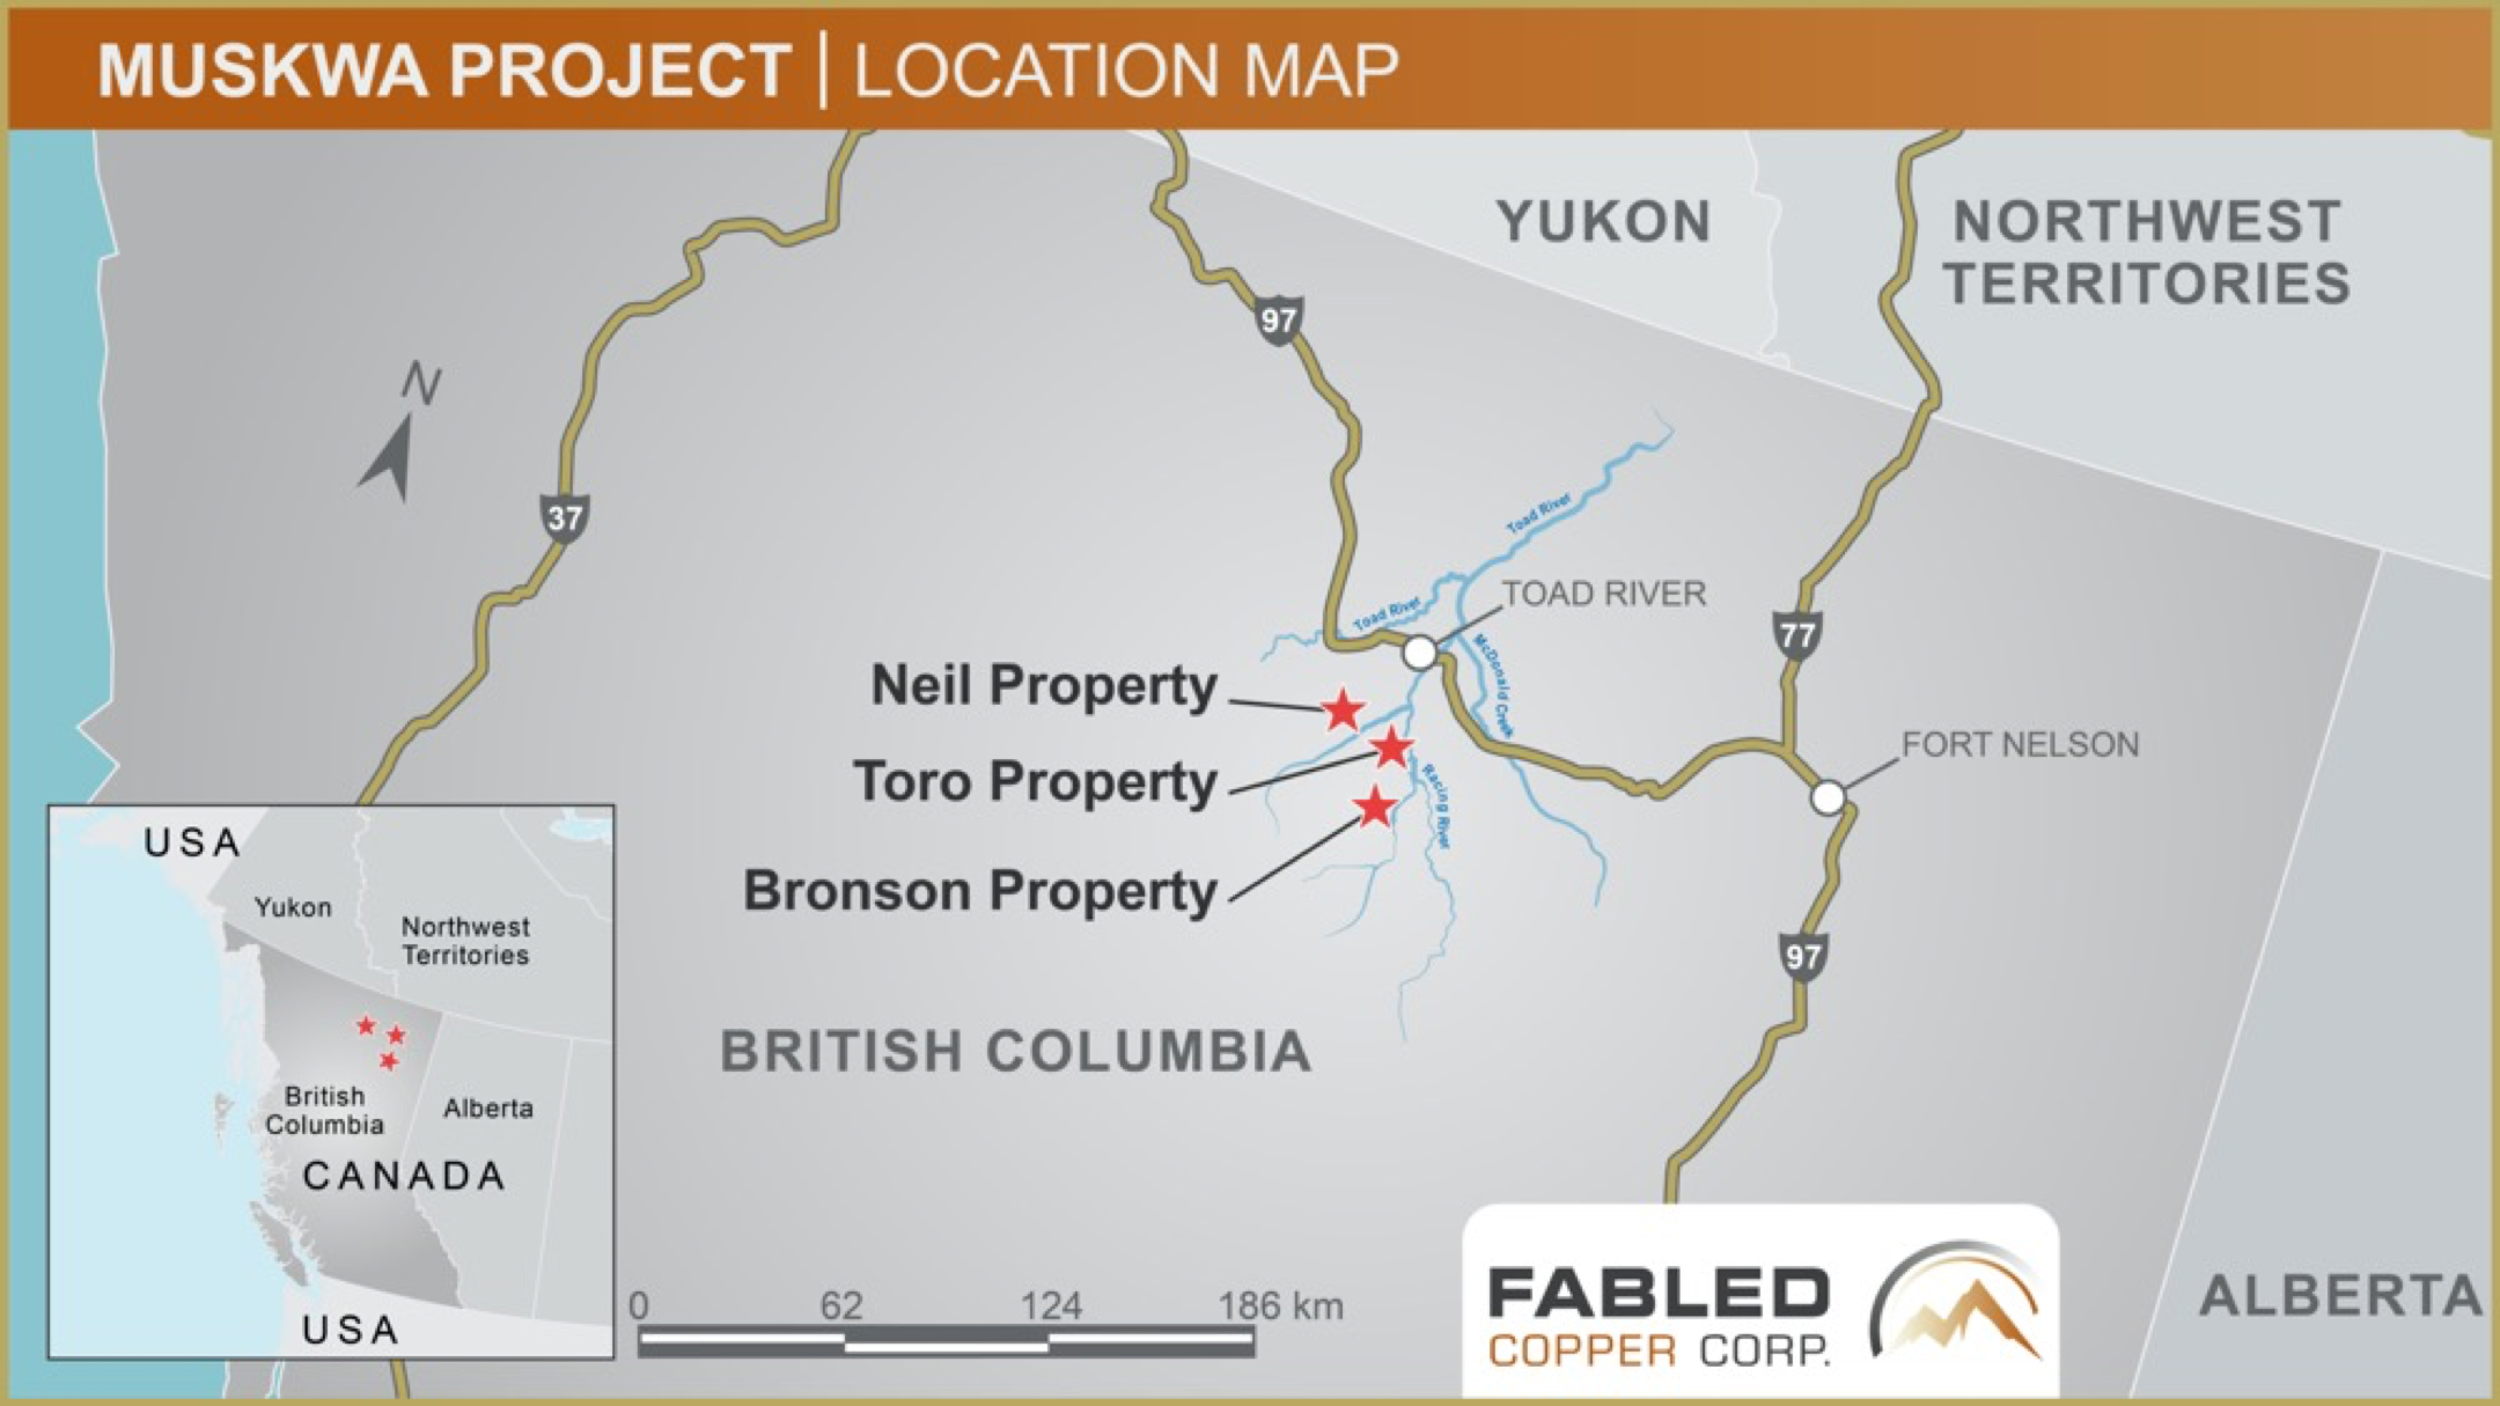 MUSKWA PROJECT | LOCATION MAP
YUKON
NORTHWEST
TERRITORIES
97
N
37
Toad River
TOAD RIVER
Toad River
77
McDonald Creek
Neil Property
FORT NELSON
Toro Property
Racing River
Bronson Property
97
BRITISH COLUMBIA
USA
Yukon
Northwest
Territories
British
Columbia
Alberta
CANADA
USA
0 62 124 186 km
FABLED
COPPER CORP.
ALBERTA